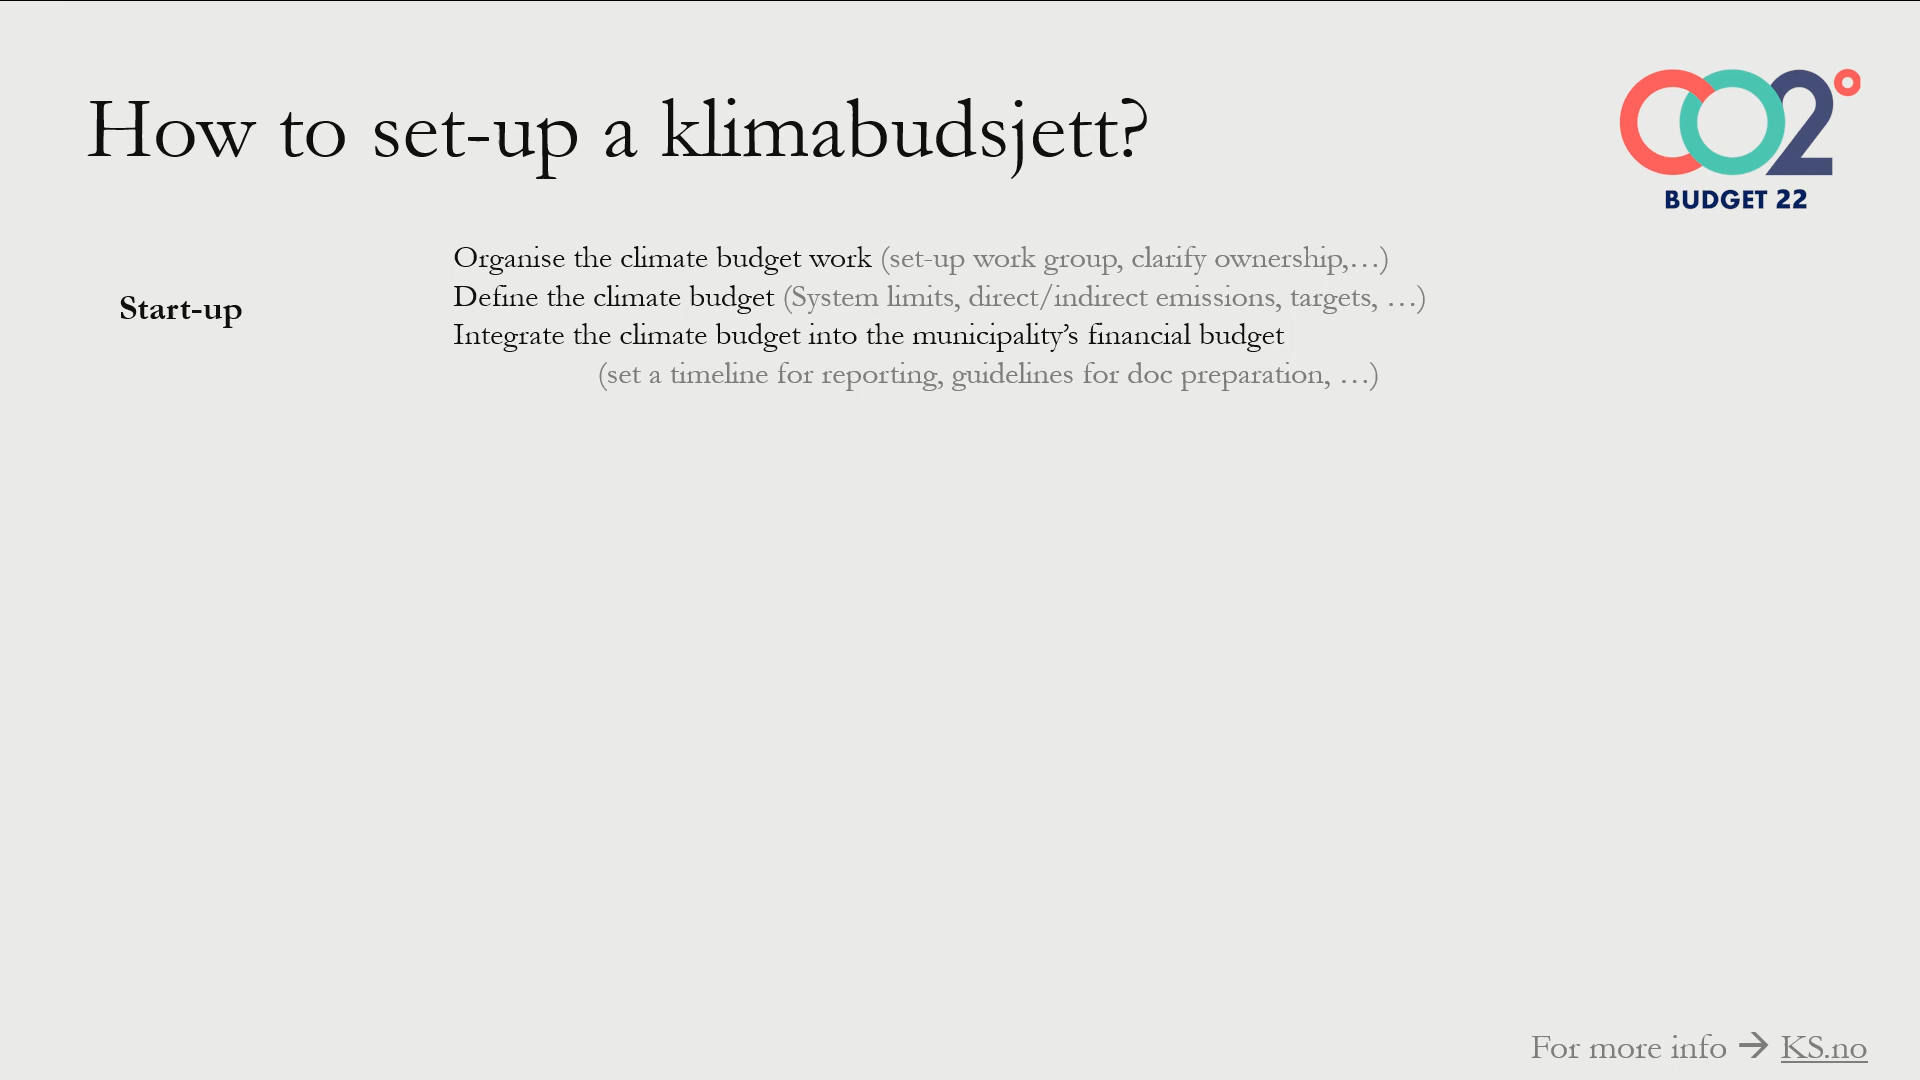 How to set-up a klimabudsjett?
CO2°
BUDGET 22
Start-up
Organise the climate budget work (set-up work group, clarify ownership,…)
Define the climate budget (System limits, direct/indirect emissions, targets, …)
Integrate the climate budget into the municipality’s financial budget
(set a timeline for reporting, guidelines for doc preparation, …)
For more info → KS.no